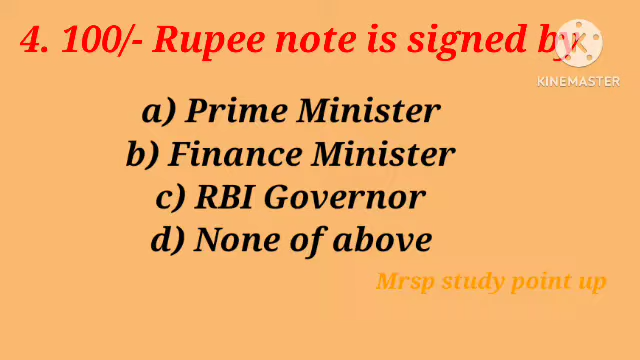 4. 100/- Rupee note is signed by
KINEMASTER
a) Prime Minister
b) Finance Minister
c) RBI Governor
d) None of above
Mrsp study point up